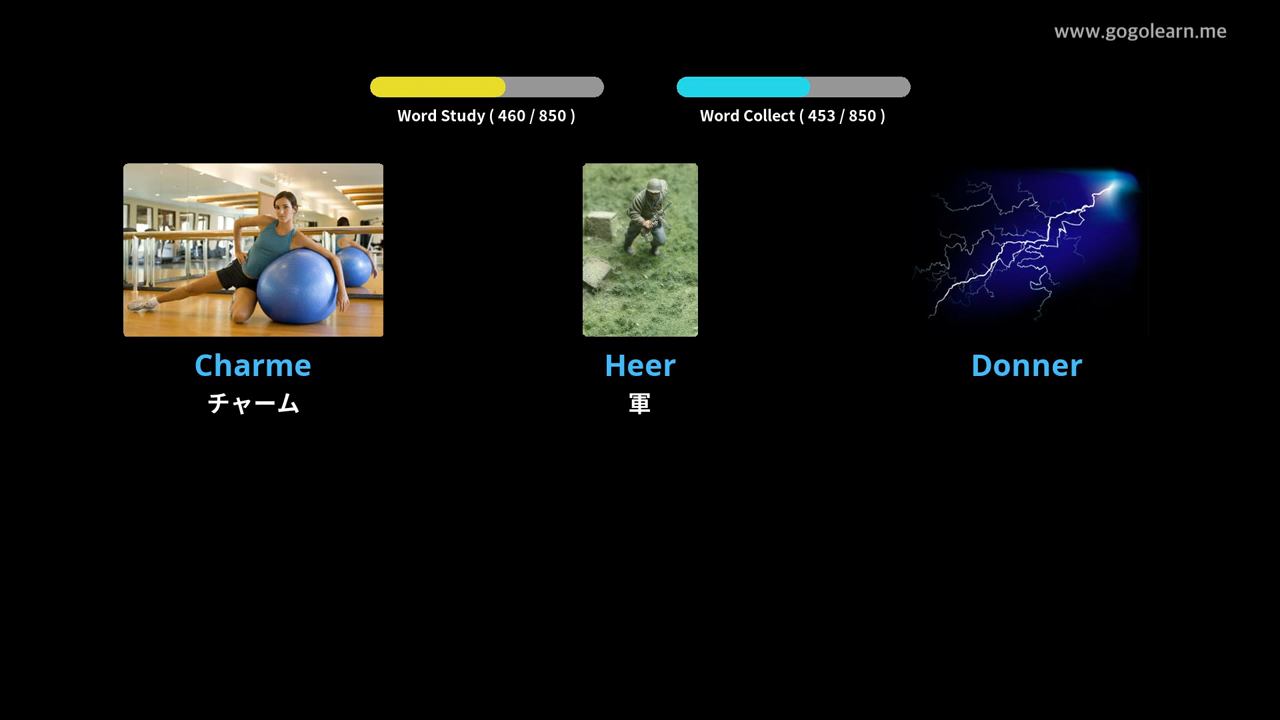 www.gogolearn.me
Word Study ( 460 / 850 )
Word Collect ( 453 / 850 )
Charme
チャーム
Heer
軍
Donner